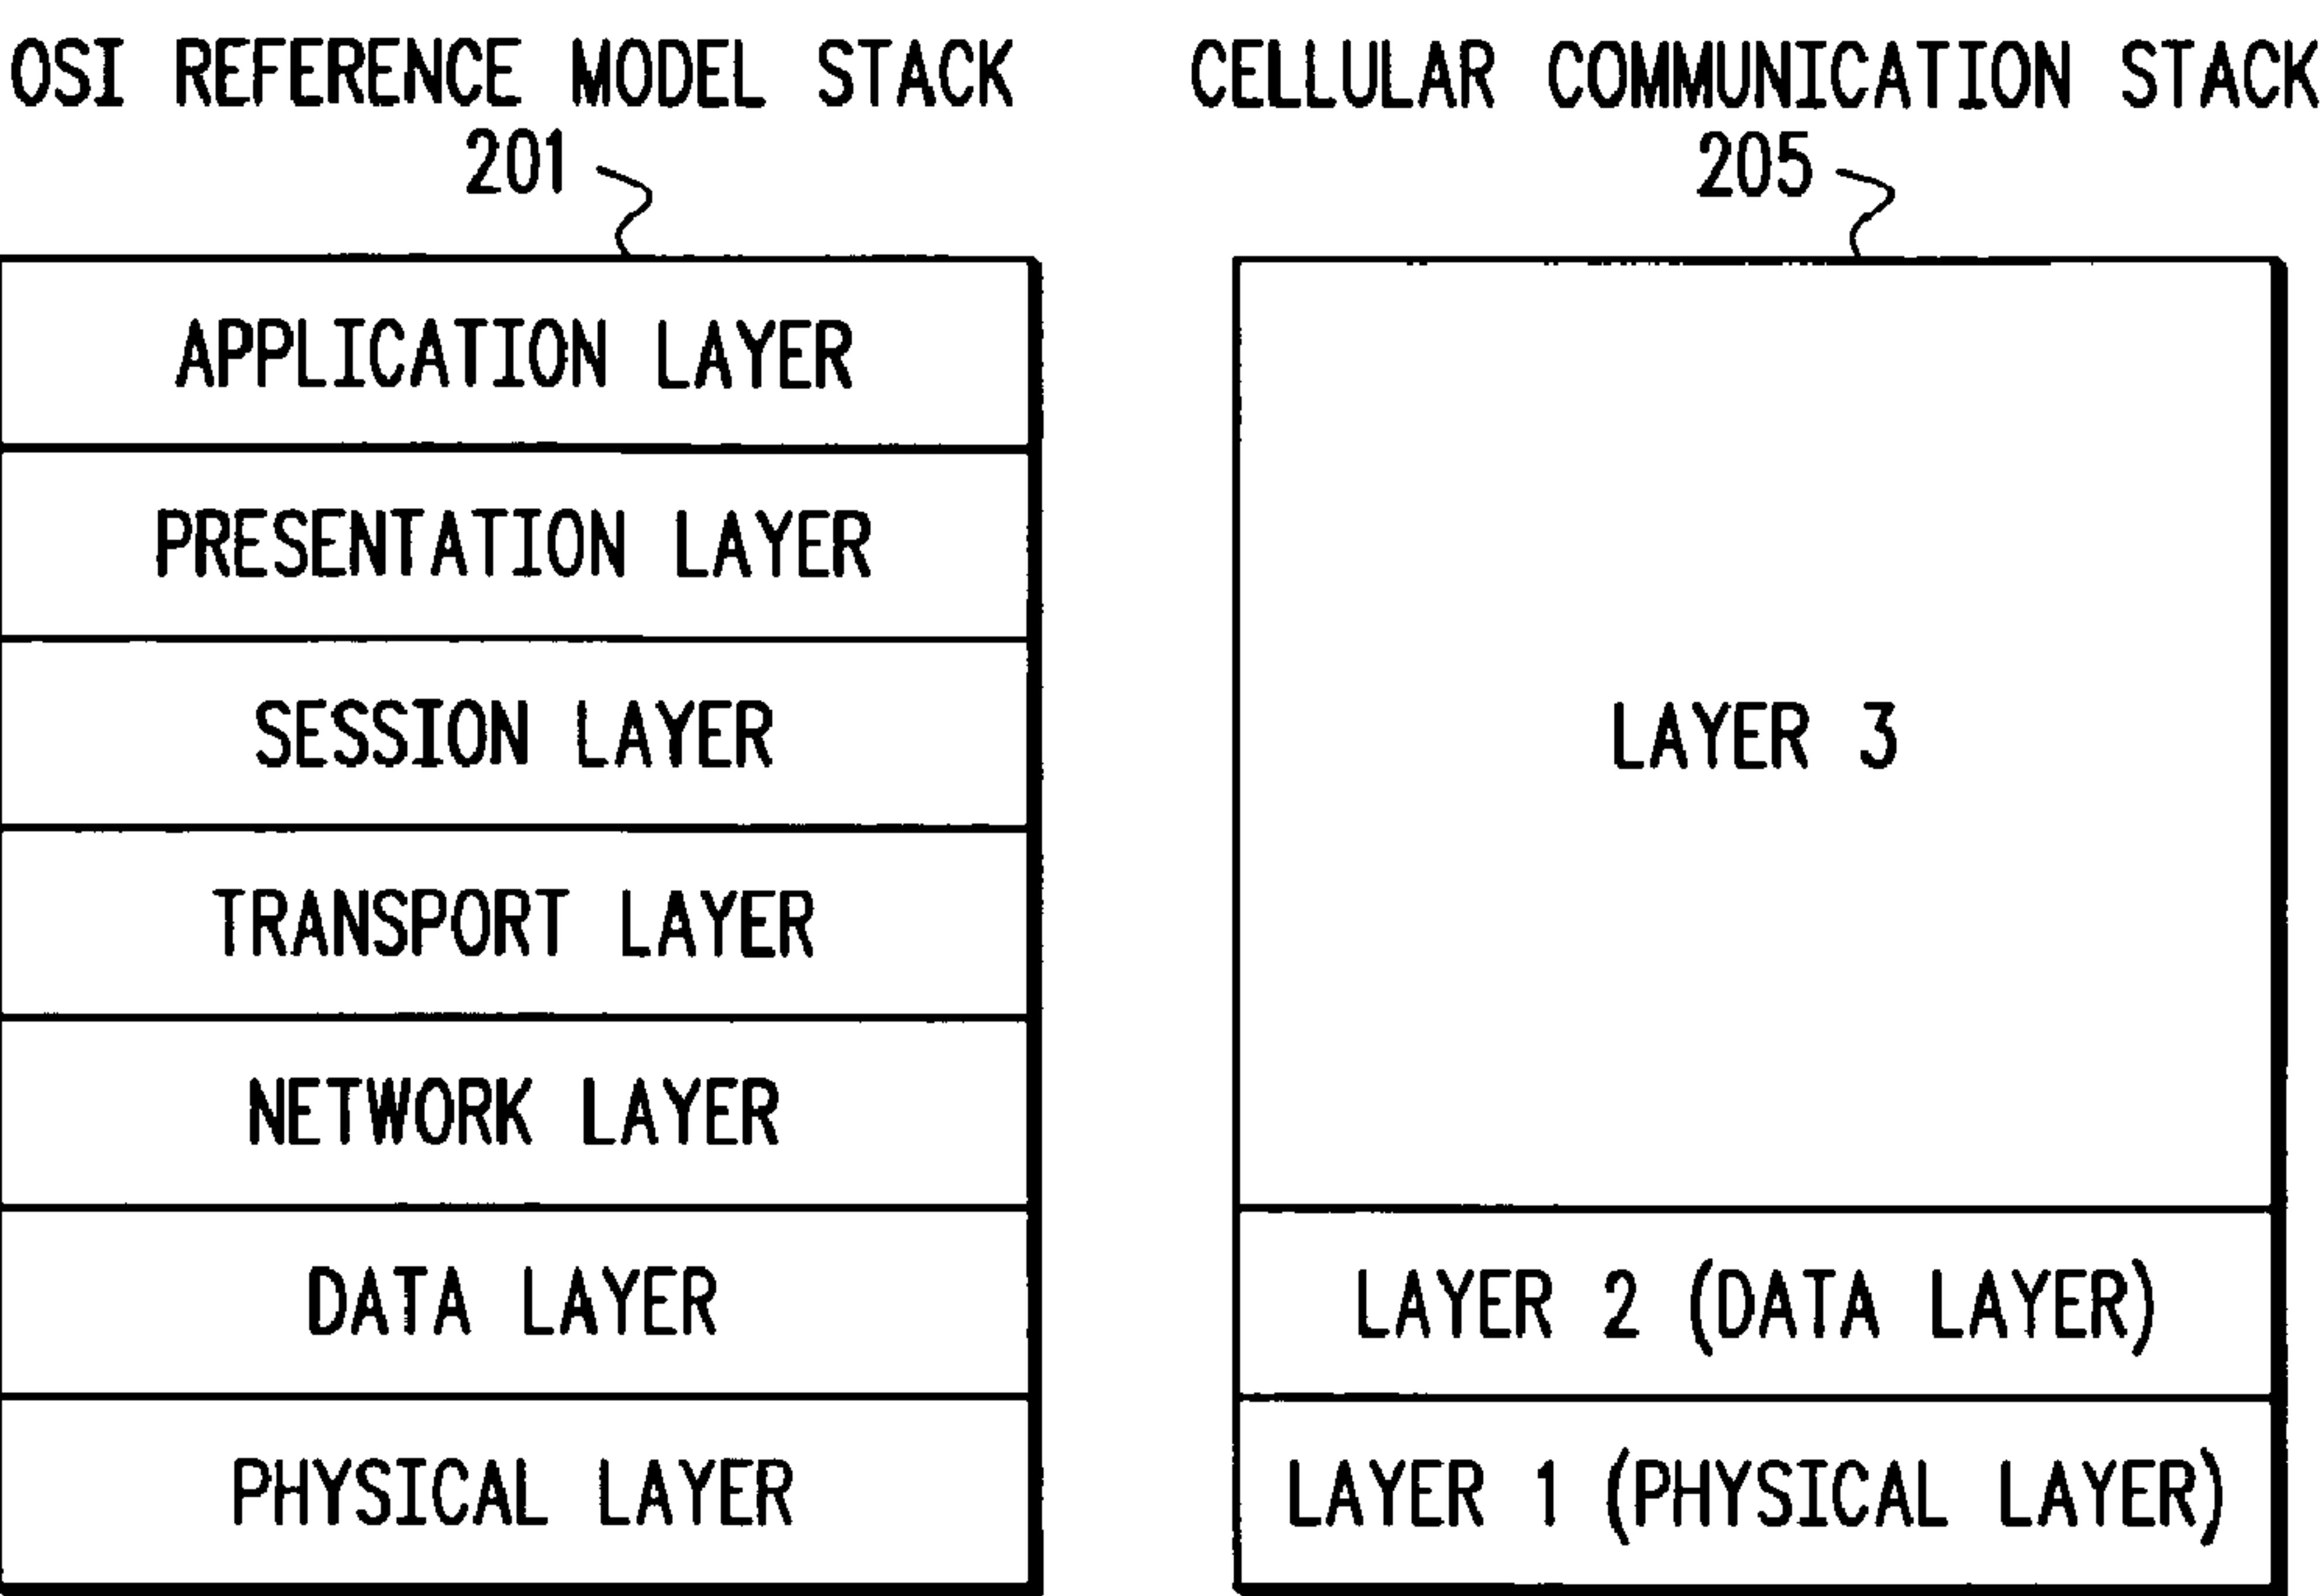 OSI REFERENCE MODEL STACK
201
APPLICATION LAYER
PRESENTATION LAYER
SESSION LAYER
TRANSPORT LAYER
NETWORK LAYER
DATA LAYER
PHYSICAL LAYER
CELLULAR COMMUNICATION STACK
205
LAYER 3
LAYER 2 (DATA LAYER)
LAYER 1 (PHYSICAL LAYER)